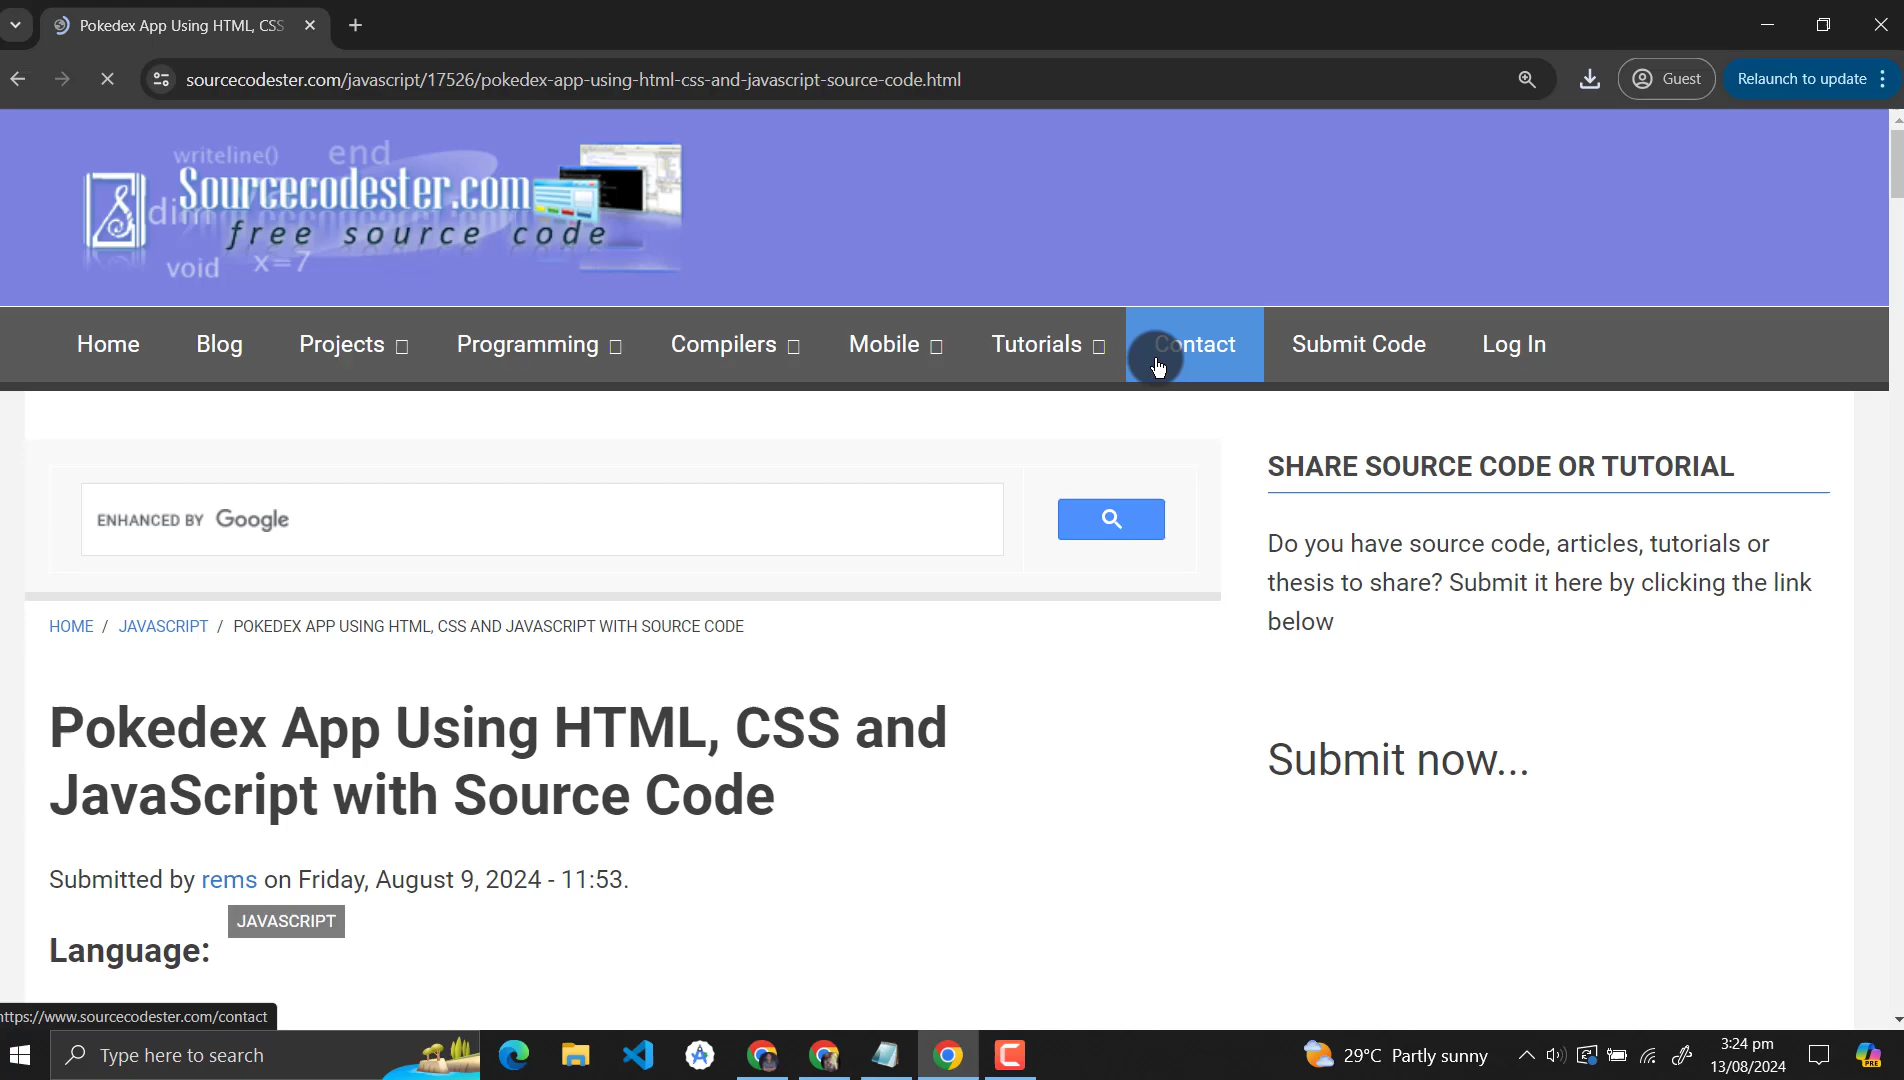 Pokedex App Using HTML, CSS
sourcecodester.com/javascript/17526/pokedex-app-using-html-css-and-javascript-source-code.html
Guest
Relaunch to update
writeline() end
Sourcecodester.com
dim
free source code
void x=7
Home Blog Projects Programming Compilers Mobile Tutorials Contact Submit Code Log In
ENHANCED BY Google
HOME / JAVASCRIPT / POKEDEX APP USING HTML, CSS AND JAVASCRIPT WITH SOURCE CODE
Pokedex App Using HTML, CSS and
JavaScript with Source Code
Submitted by rems on Friday, August 9, 2024 - 11:53.
JAVASCRIPT
Language:
SHARE SOURCE CODE OR TUTORIAL
Do you have source code, articles, tutorials or
thesis to share? Submit it here by clicking the link
below
Submit now...
https://www.sourcecodester.com/contact
Type here to search
29°C Partly sunny
3:24 pm
13/08/2024
PRE